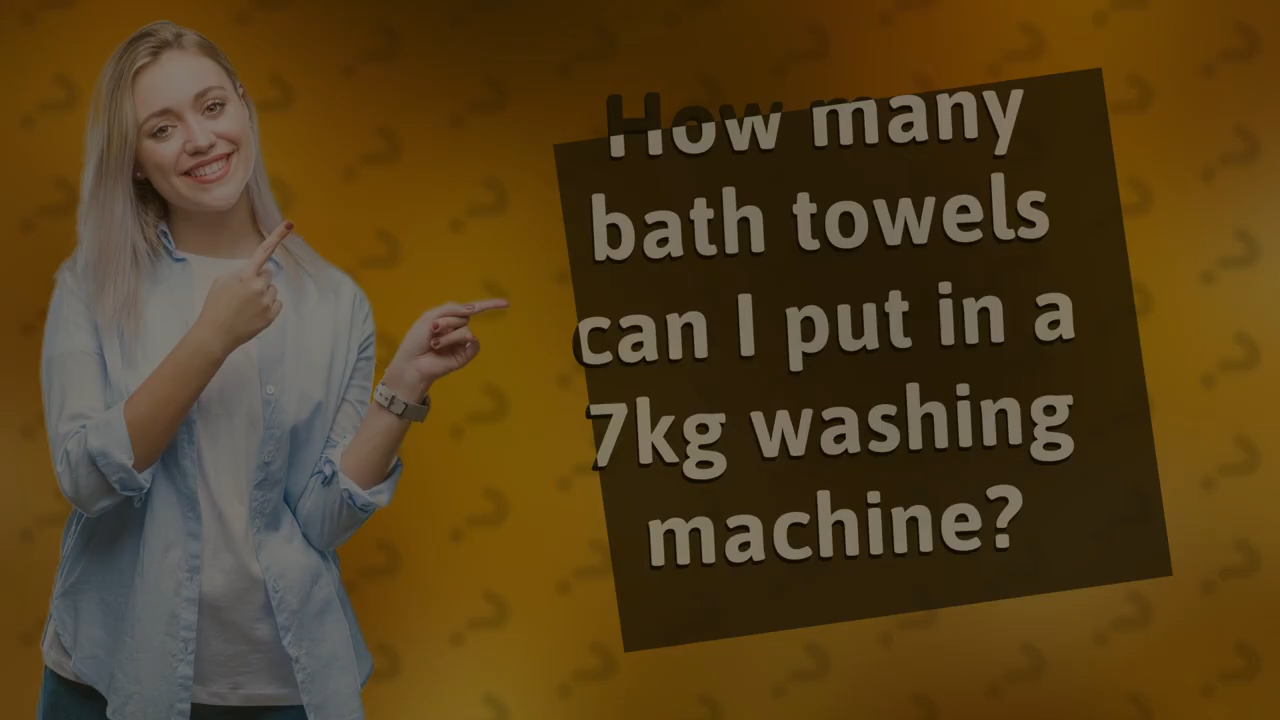 How many
bath towels
can I put in a
7kg washing
machine?